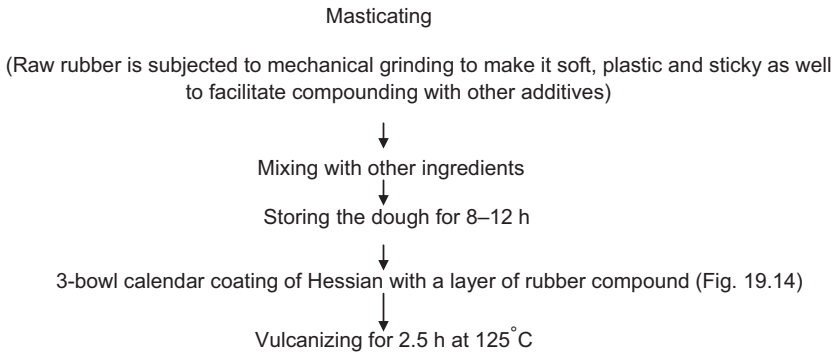 Masticating
(Raw rubber is subjected to mechanical grinding to make it soft, plastic and sticky as well
to facilitate compounding with other additives)
Mixing with other ingredients
Storing the dough for 8–12 h
3-bowl calendar coating of Hessian with a layer of rubber compound (Fig. 19.14)
Vulcanizing for 2.5 h at 125°C